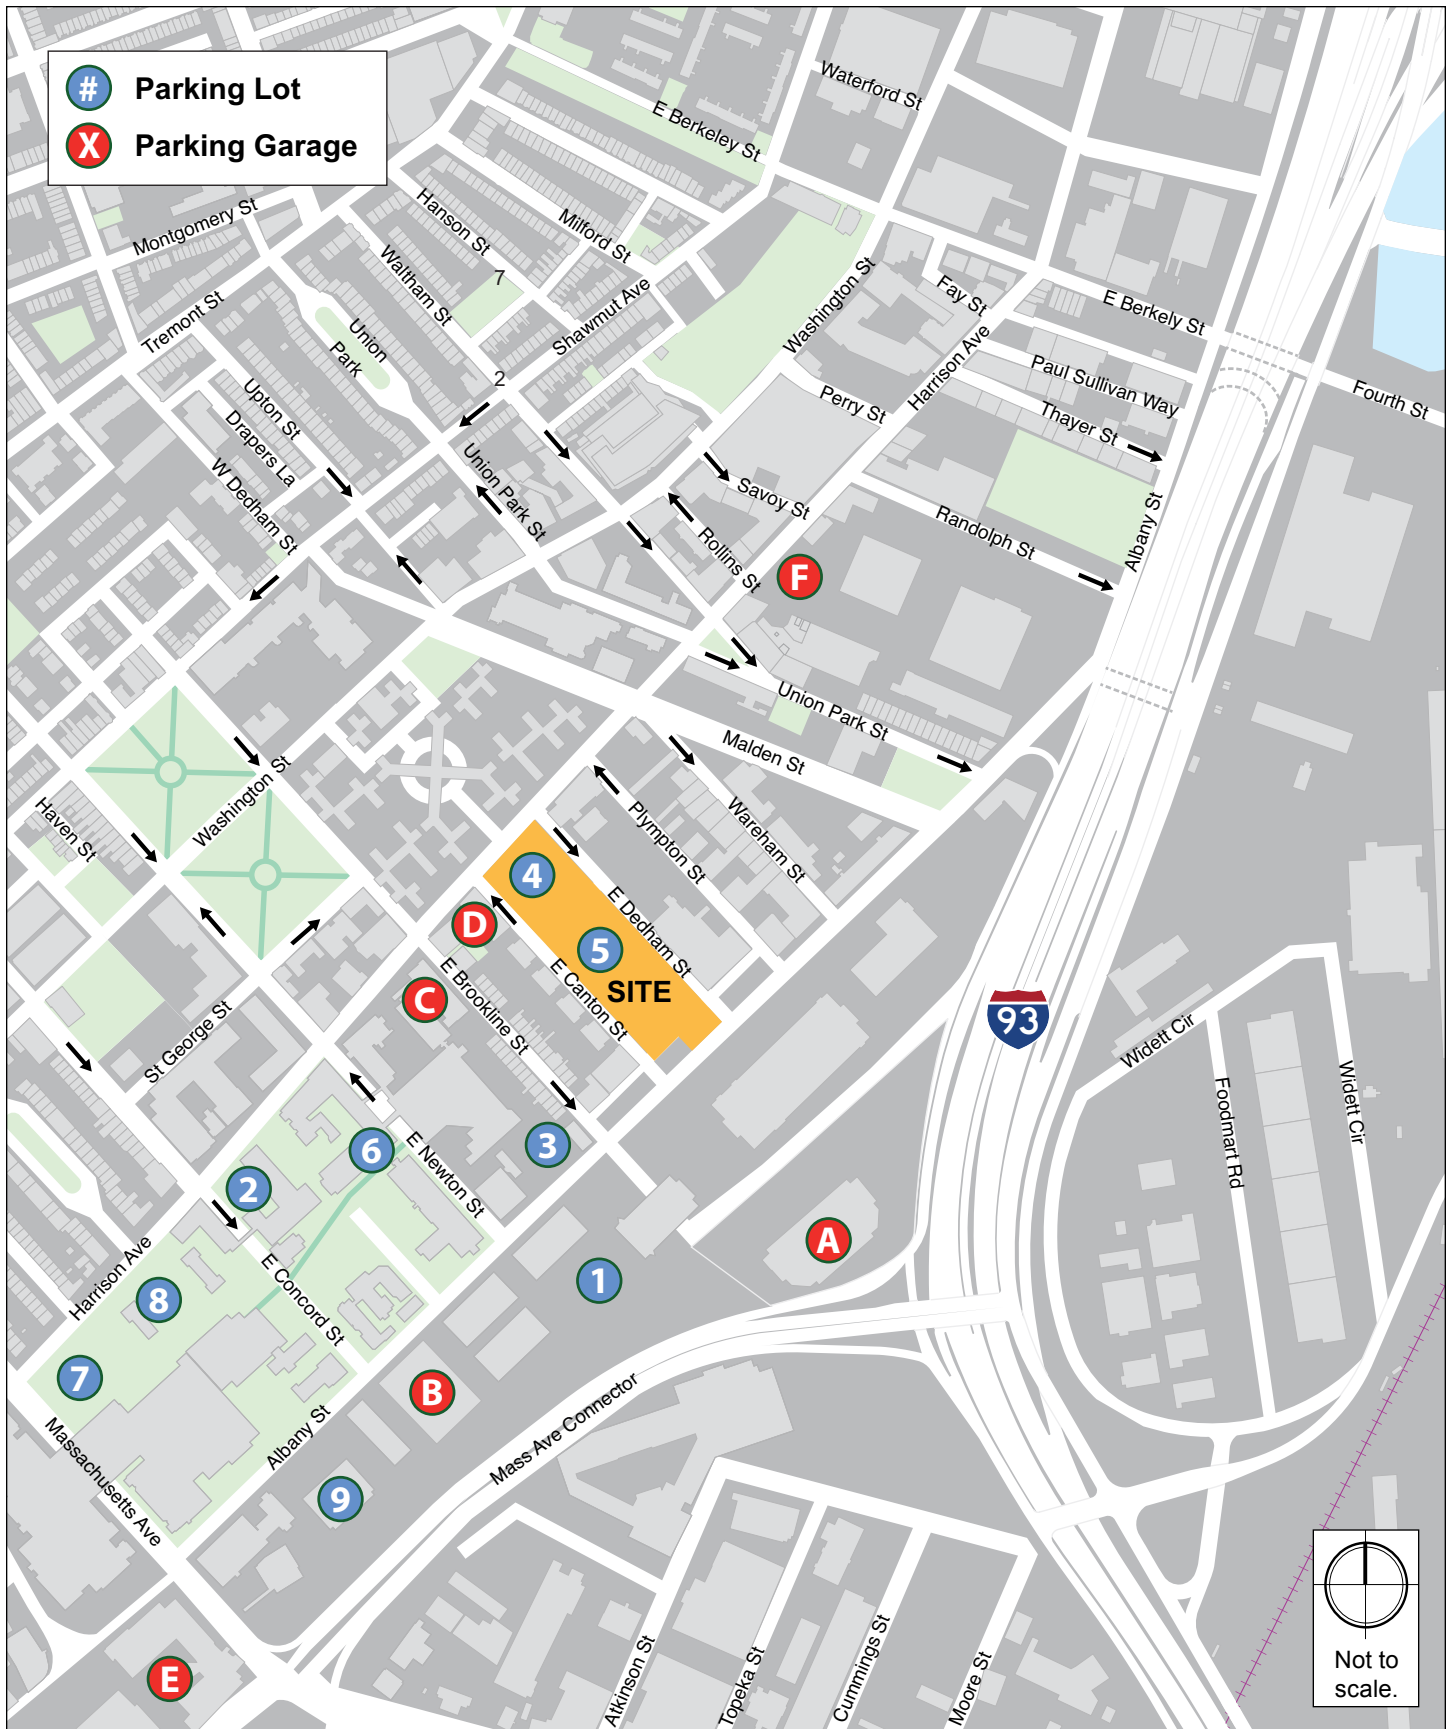 # Parking Lot
X Parking Garage
Waterford St
E Berkeley St
Montgomery St
Hanson St
Milford St
Waltham St
7
Shawmut Ave
Washington St
Fay St
E Berkely St
Tremont St
Union
Park
2
Harrison Ave
Paul Sullivan Way
Fourth St
Upton St
Drapers La
Perry St
Thayer St
W Dedham St
Union Park St
Savoy St
Randolph St
Albany St
Rollins St
F
Union Park St
Malden St
Washington St
Haven St
Plympton St
Wareham St
4
E Dedham St
D
5
SITE
E Canton St
C
E Brookline St
93
St George St
Widett Cir
Foodmart Rd
Widett Cir
6
3
E Newton St
2
A
Harrison Ave
E Concord St
8
1
7
B
Mass Ave Connector
Massachusetts Ave
Albany St
9
E
Atkinson St
Topeka St
Cummings St
Moore St
Not to
scale.